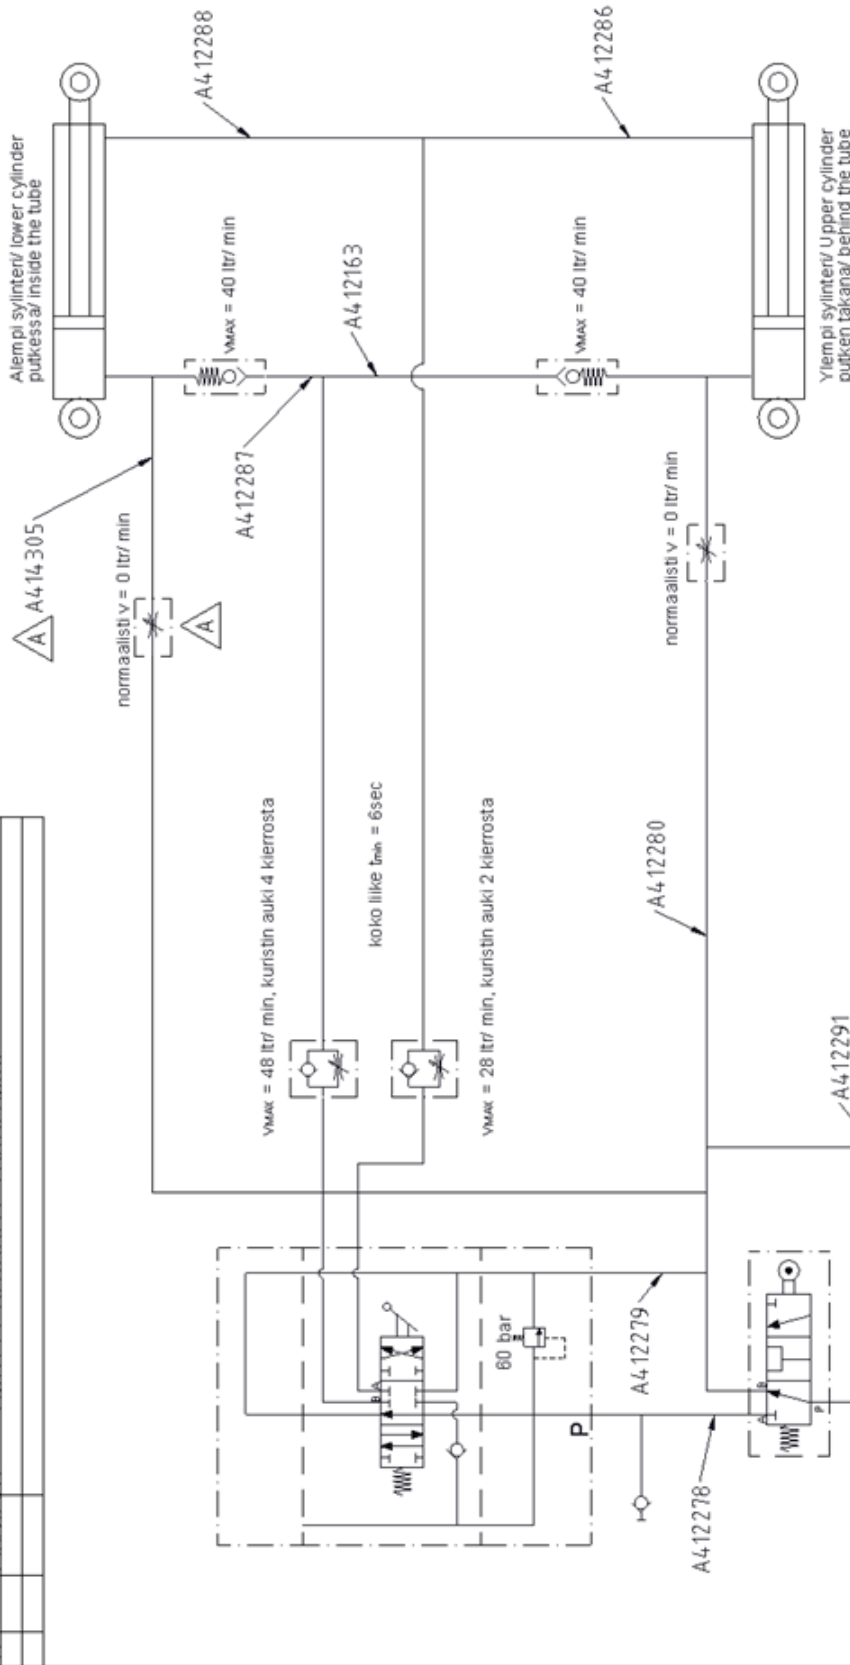 Alempi sylinteri/ lower cylinder
putkessa/ inside the tube
A412288
A412286
VMAX = 40 ltr/ min
A412163
VMAX = 40 ltr/ min
Ylempi sylinteri/ Upper cylinder
putken takana/ behind the tube
A A414305
normaalisti v = 0 ltr/ min
A
A412287
normaalisti v = 0 ltr/ min
VMAX = 48 ltr/ min, kuristin auki 4 kierrosta
koko liike tmin = 6sec
VMAX = 28 ltr/ min, kuristin auki 2 kierrosta
A412280
A412291
B A
60 bar
P
A412279
A412278
A B
P